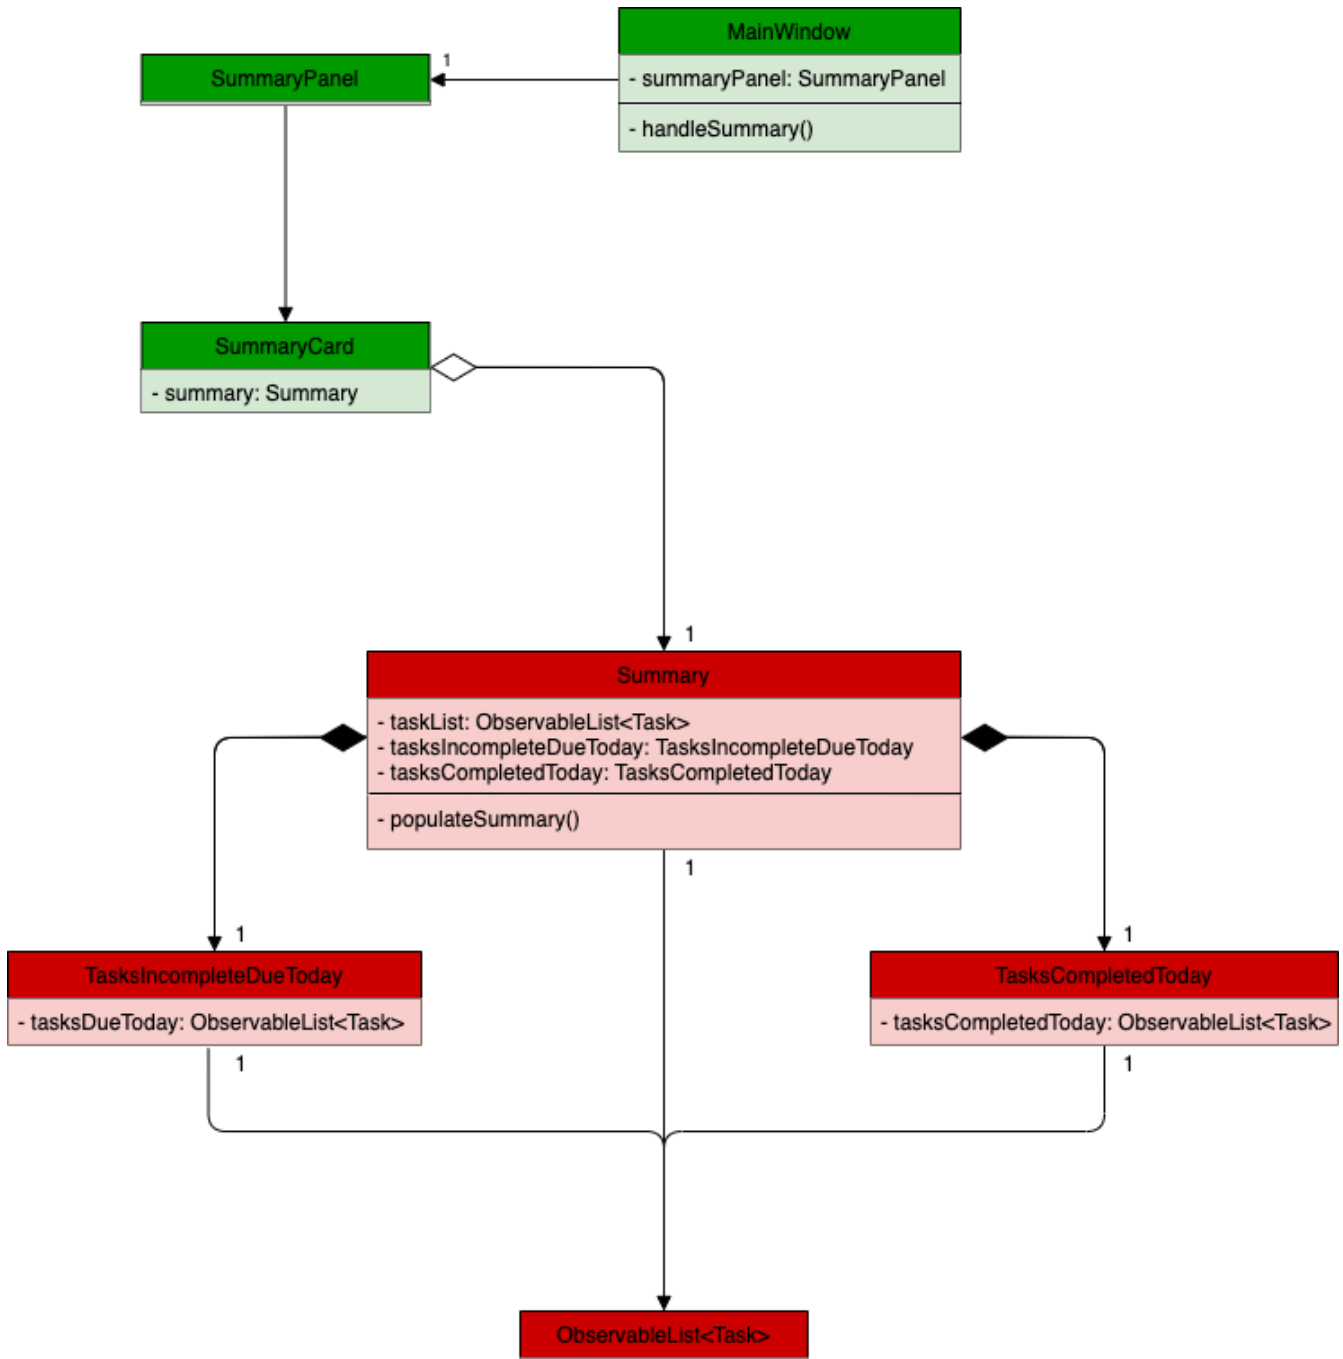 MainWindow
- summaryPanel: SummaryPanel
- handleSummary()
1
SummaryPanel
SummaryCard
- summary: Summary
1
Summary
- taskList: ObservableList<Task>
- tasksIncompleteDueToday: TasksIncompleteDueToday
- tasksCompletedToday: TasksCompletedToday
- populateSummary()
1
1
TasksIncompleteDueToday
- tasksDueToday: ObservableList<Task>
1
1
TasksCompletedToday
- tasksCompletedToday: ObservableList<Task>
1
ObservableList<Task>